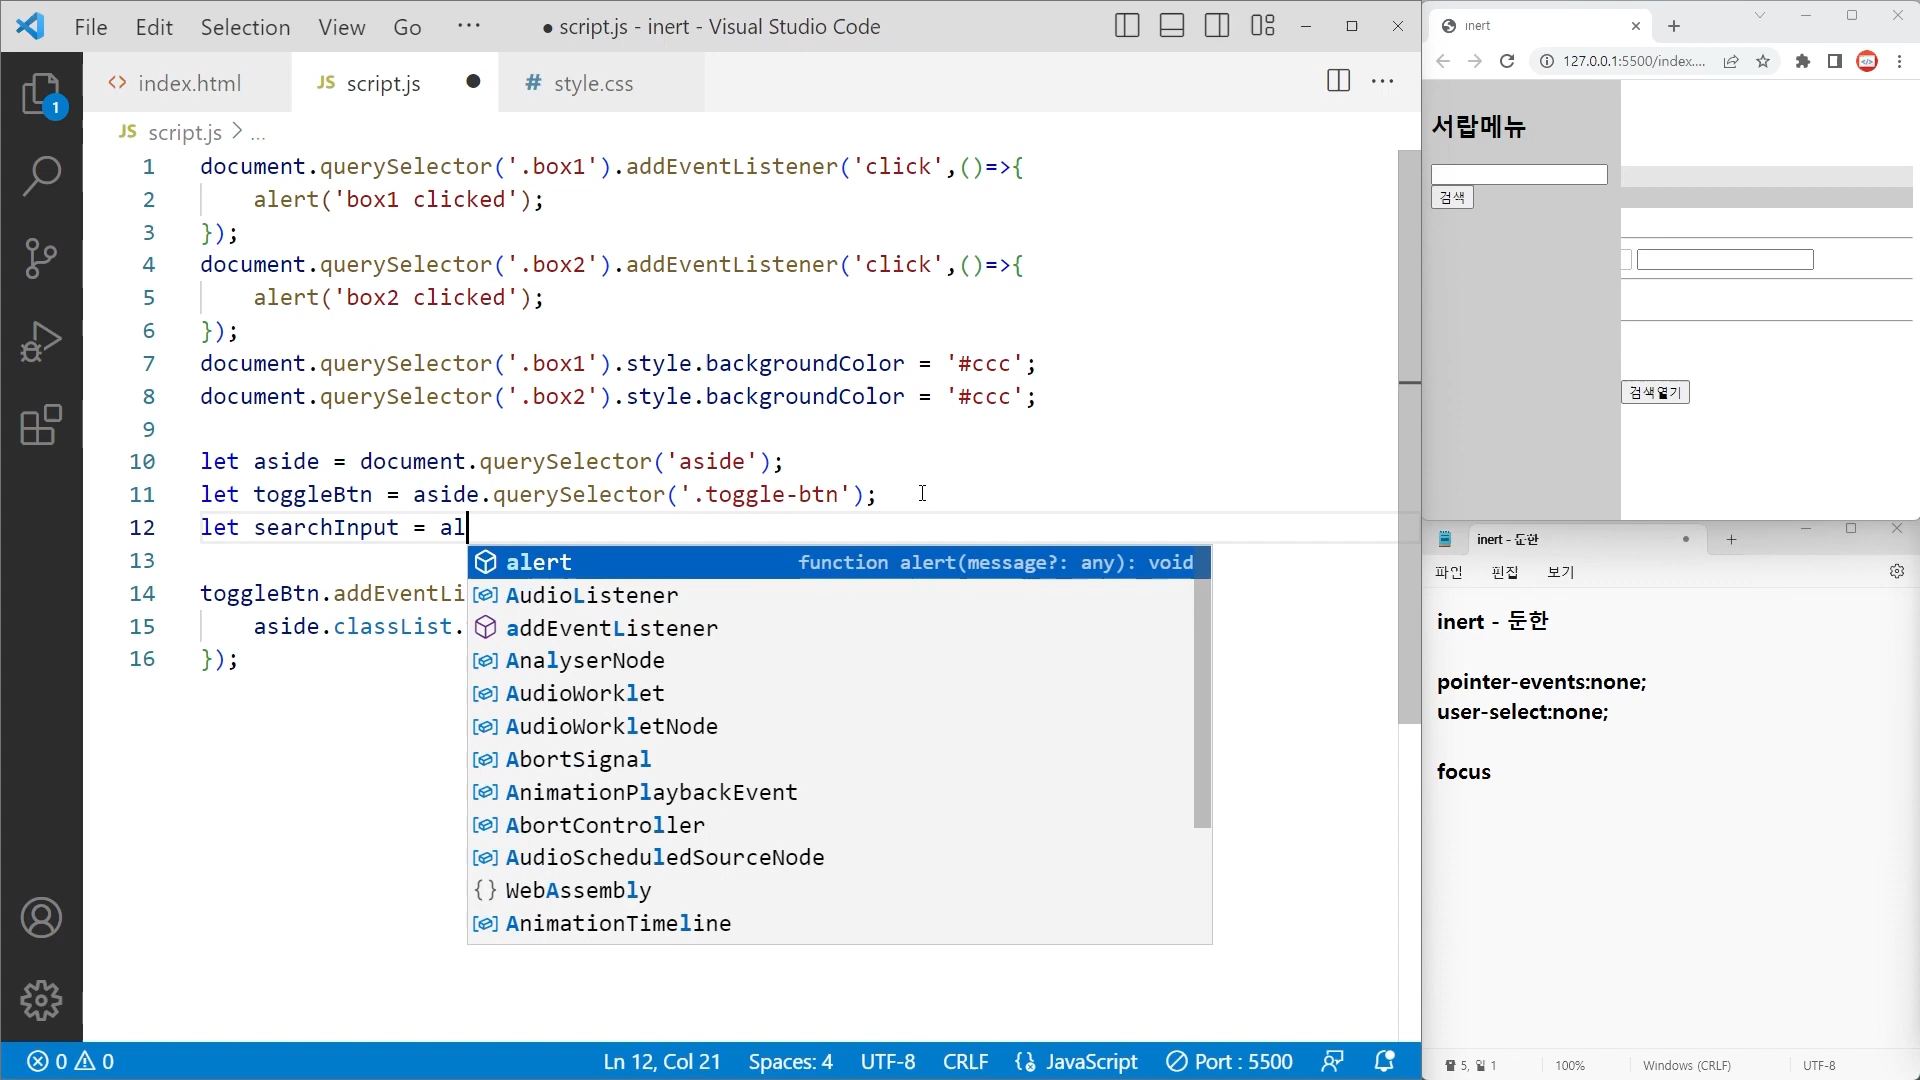 File Edit Selection View Go ··· ● script.js - inert - Visual Studio Code
index.html JS script.js # style.css
JS script.js > ...
1 document.querySelector('.box1').addEventListener('click',()=>{
2 alert('box1 clicked');
3 });
4 document.querySelector('.box2').addEventListener('click',()=>{
5 alert('box2 clicked');
6 });
7 document.querySelector('.box1').style.backgroundColor = '#ccc';
8 document.querySelector('.box2').style.backgroundColor = '#ccc';
9
10 let aside = document.querySelector('aside');
11 let toggleBtn = aside.querySelector('.toggle-btn');
12 let searchInput = al
13
14 toggleBtn.addEventLi
15 aside.classList.
16 });
alert function alert(message?: any): void
AudioListener
addEventListener
AnalyserNode
AudioWorklet
AudioWorkletNode
AbortSignal
AnimationPlaybackEvent
AbortController
AudioScheduledSourceNode
WebAssembly
AnimationTimeline
1
0 0 Ln 12, Col 21 Spaces: 4 UTF-8 CRLF JavaScript Port : 5500
inert
127.0.0.1:5500/index....
서랍메뉴
검색
검색열기
inert - 둔한
파일 편집 보기
inert - 둔한
pointer-events:none;
user-select:none;
focus
100% Windows (CRLF) UTF-8